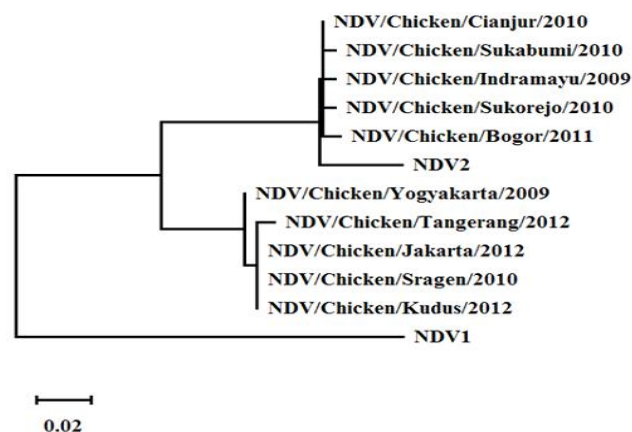 NDV/Chicken/Cianjur/2010
NDV/Chicken/Sukabumi/2010
NDV/Chicken/Indramayu/2009
NDV/Chicken/Sukorejo/2010
NDV/Chicken/Bogor/2011
NDV2
NDV/Chicken/Yogyakarta/2009
NDV/Chicken/Tangerang/2012
NDV/Chicken/Jakarta/2012
NDV/Chicken/Sragen/2010
NDV/Chicken/Kudus/2012
NDV1
0.02